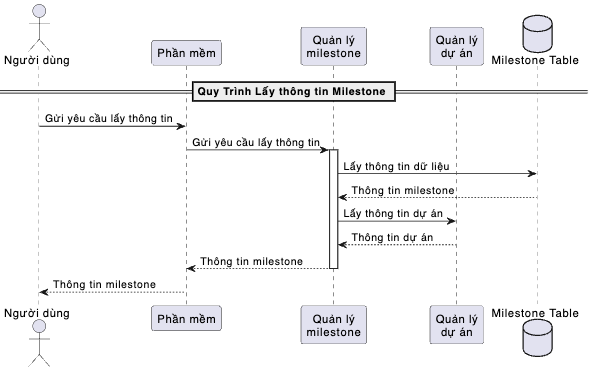 Người dùng
Phần mềm
Quản lý
milestone
Quản lý
dự án
Milestone Table
Quy Trình Lấy thông tin Milestone
Gửi yêu cầu lấy thông tin
Gửi yêu cầu lấy thông tin
Lấy thông tin dữ liệu
Thông tin milestone
Lấy thông tin dự án
Thông tin dự án
Thông tin milestone
Thông tin milestone
Người dùng
Phần mềm
Quản lý
milestone
Quản lý
dự án
Milestone Table